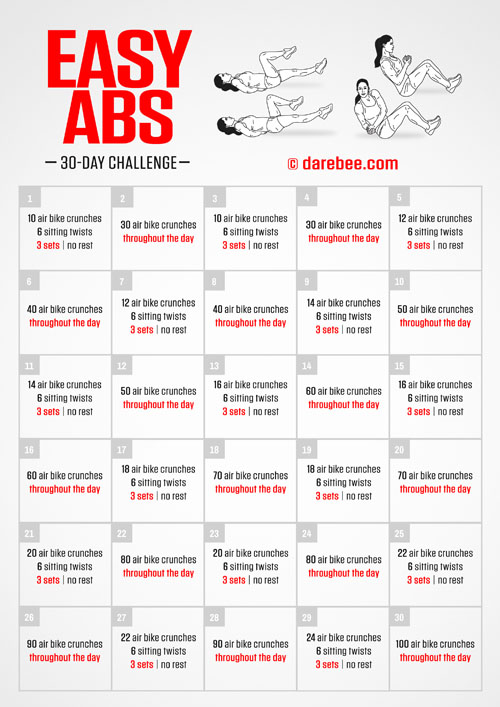 EASY
ABS
30-DAY CHALLENGE
© darebee.com
1
10 air bike crunches
6 sitting twists
3 sets | no rest
2
30 air bike crunches
throughout the day
3
10 air bike crunches
6 sitting twists
3 sets | no rest
4
30 air bike crunches
throughout the day
5
12 air bike crunches
6 sitting twists
3 sets | no rest
6
40 air bike crunches
throughout the day
7
12 air bike crunches
6 sitting twists
3 sets | no rest
8
40 air bike crunches
throughout the day
9
14 air bike crunches
6 sitting twists
3 sets | no rest
10
50 air bike crunches
throughout the day
11
14 air bike crunches
6 sitting twists
3 sets | no rest
12
50 air bike crunches
throughout the day
13
16 air bike crunches
6 sitting twists
3 sets | no rest
14
60 air bike crunches
throughout the day
15
16 air bike crunches
6 sitting twists
3 sets | no rest
16
60 air bike crunches
throughout the day
17
18 air bike crunches
6 sitting twists
3 sets | no rest
18
70 air bike crunches
throughout the day
19
18 air bike crunches
6 sitting twists
3 sets | no rest
20
70 air bike crunches
throughout the day
21
20 air bike crunches
6 sitting twists
3 sets | no rest
22
80 air bike crunches
throughout the day
23
20 air bike crunches
6 sitting twists
3 sets | no rest
24
80 air bike crunches
throughout the day
25
22 air bike crunches
6 sitting twists
3 sets | no rest
26
90 air bike crunches
throughout the day
27
22 air bike crunches
6 sitting twists
3 sets | no rest
28
90 air bike crunches
throughout the day
29
24 air bike crunches
6 sitting twists
3 sets | no rest
30
100 air bike crunches
throughout the day